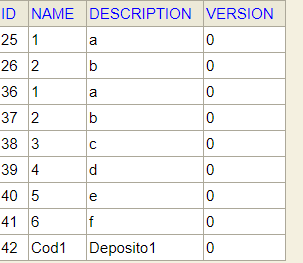 ID NAME DESCRIPTION VERSION
25 1 a 0
26 2 b 0
36 1 a 0
37 2 b 0
38 3 c 0
39 4 d 0
40 5 e 0
41 6 f 0
42 Cod1 Deposito1 0